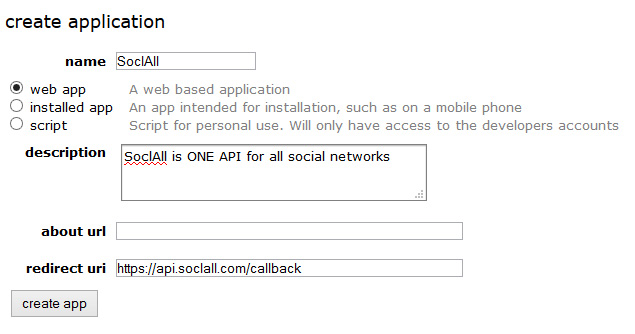 create application
name SoclAll
web app A web based application
installed app An app intended for installation, such as on a mobile phone
script Script for personal use. Will only have access to the developers accounts
description SoclAll is ONE API for all social networks
about url
redirect uri https://api.soclall.com/callback
create app